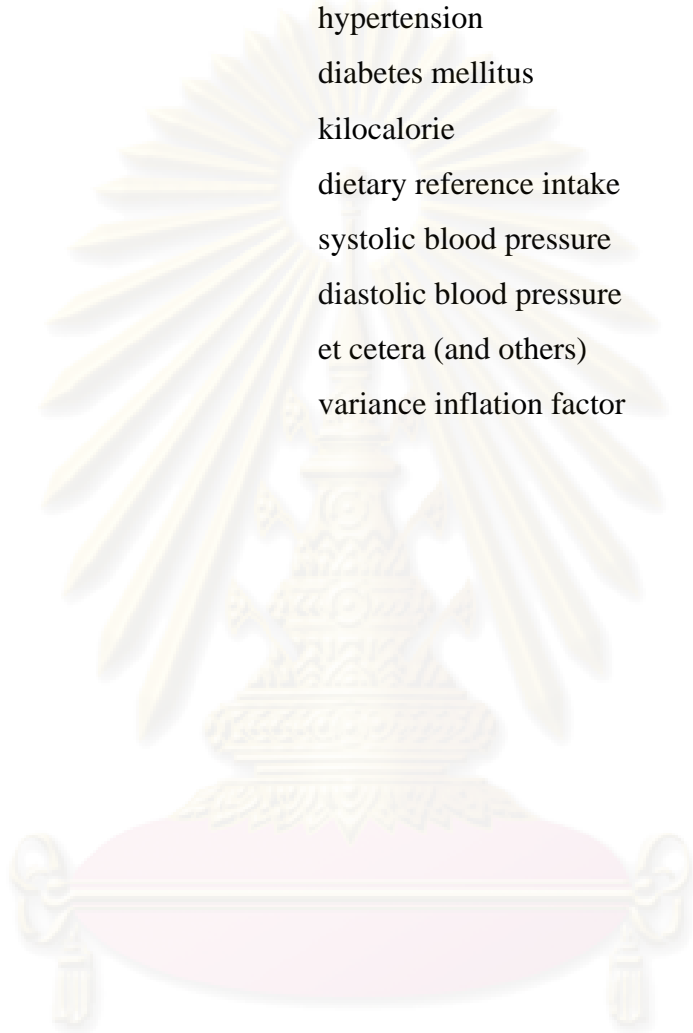 hypertension
diabetes mellitus
kilocalorie
dietary reference intake
systolic blood pressure
diastolic blood pressure
et cetera (and others)
variance inflation factor